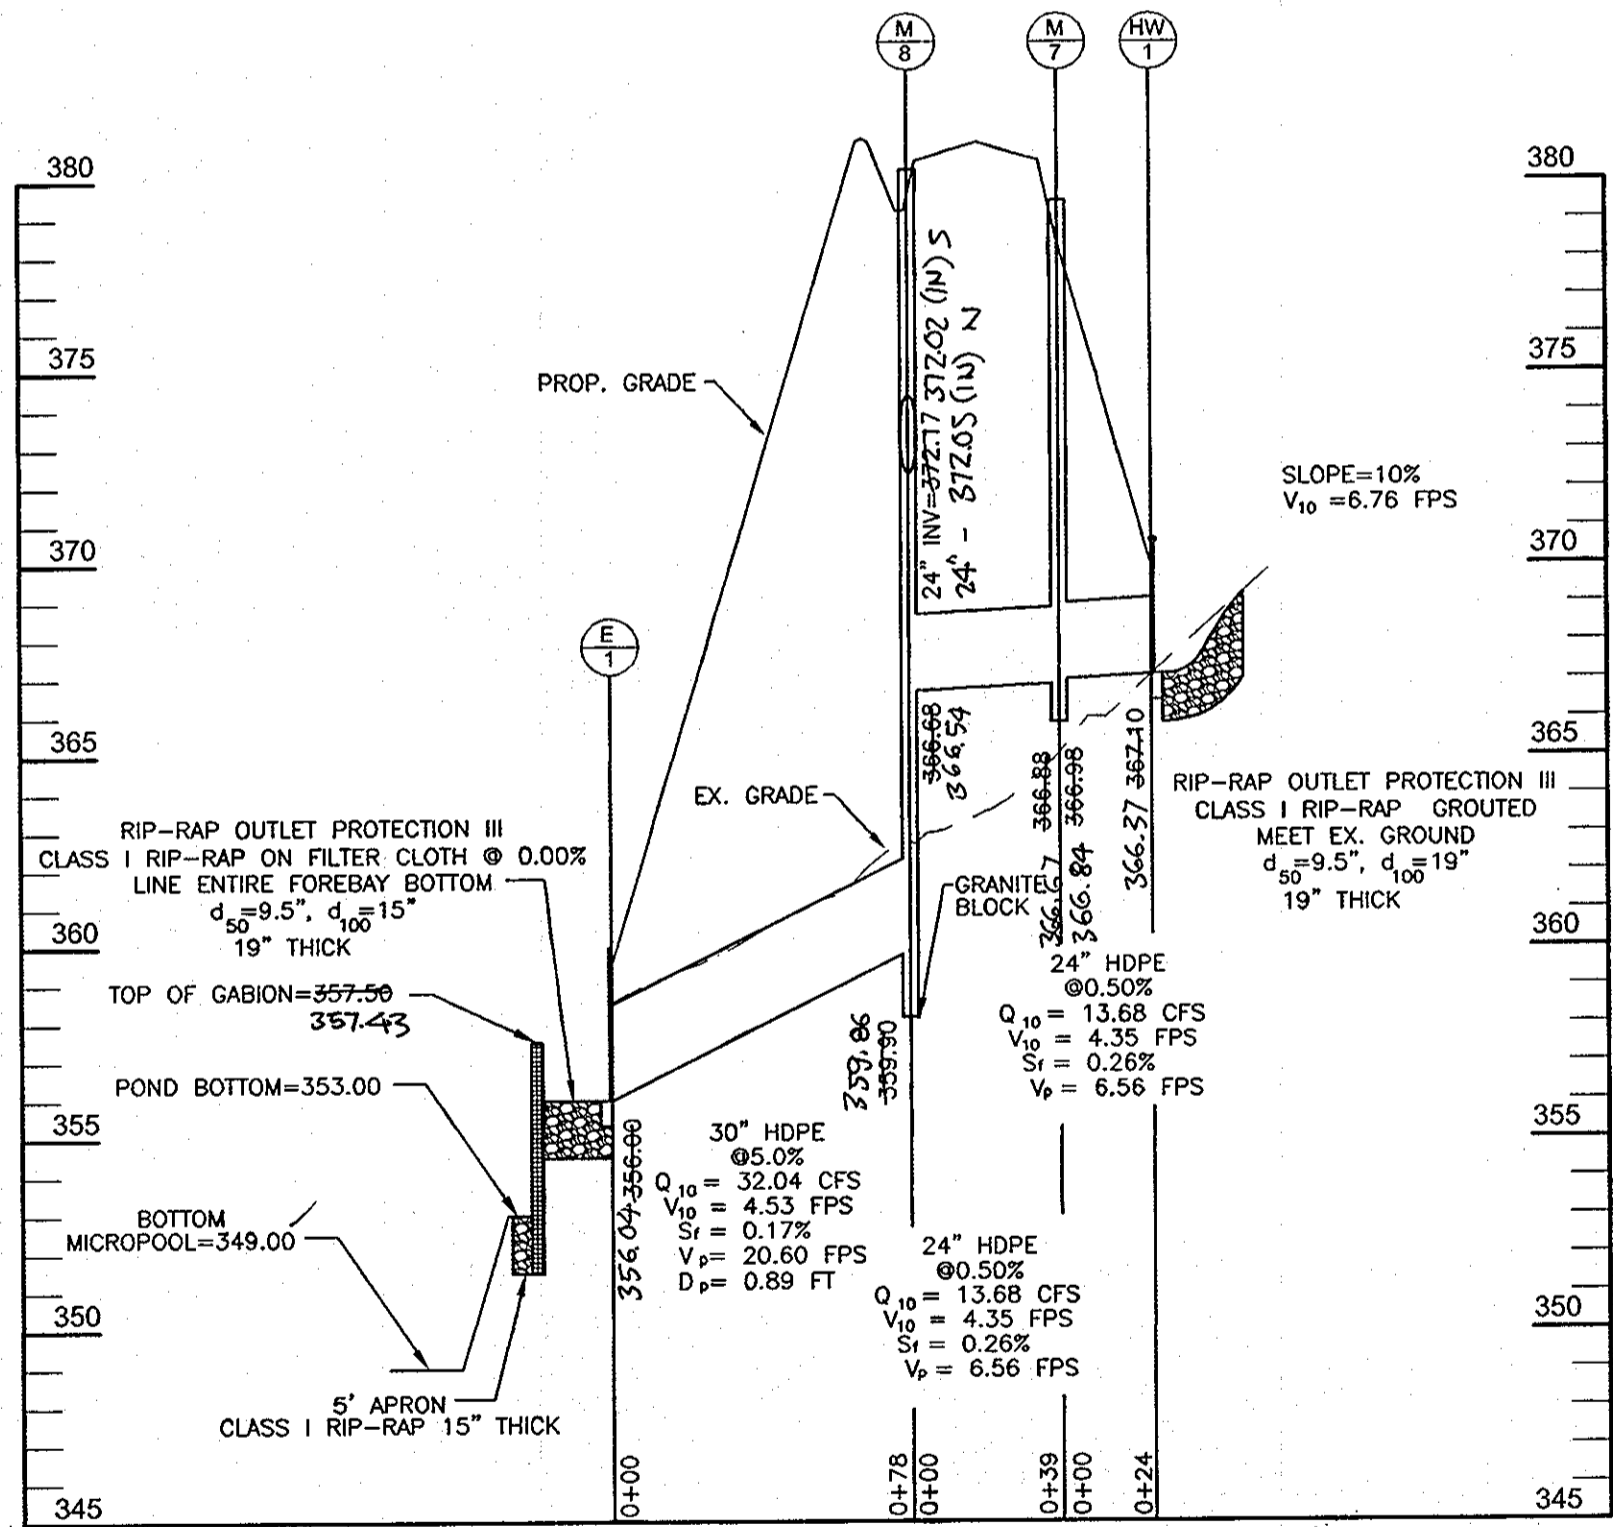 M
8
M
7
HW
1
380
380
375
375
370
370
365
365
360
360
355
355
350
350
345
345
PROP. GRADE
24" INV=372.17 372.02 (IN) S
24" - 372.05 (IN) N
SLOPE=10%
V10 =6.76 FPS
E
1
EX. GRADE
366.68
366.54
366.88
366.67
366.98
366.84
366.37 367.10
RIP-RAP OUTLET PROTECTION III
CLASS I RIP-RAP GROUTED
MEET EX. GROUND
d50=9.5", d100=19"
19" THICK
RIP-RAP OUTLET PROTECTION III
CLASS I RIP-RAP ON FILTER CLOTH @ 0.00%
LINE ENTIRE FOREBAY BOTTOM
d50=9.5", d100=15"
19" THICK
GRANITE
BLOCK
TOP OF GABION=357.50
357.43
POND BOTTOM=353.00
BOTTOM
MICROPOOL=349.00
5' APRON
CLASS I RIP-RAP 15" THICK
356.04 356.00
359.86
359.90
30" HDPE
@5.0%
Q10 = 32.04 CFS
V10 = 4.53 FPS
Sf = 0.17%
Vp= 20.60 FPS
Dp= 0.89 FT
24" HDPE
@0.50%
Q10 = 13.68 CFS
V10 = 4.35 FPS
Sf = 0.26%
Vp = 6.56 FPS
24" HDPE
@0.50%
Q10 = 13.68 CFS
V10 = 4.35 FPS
Sf = 0.26%
Vp = 6.56 FPS
0+00
0+78
0+00
0+39
0+00
0+24